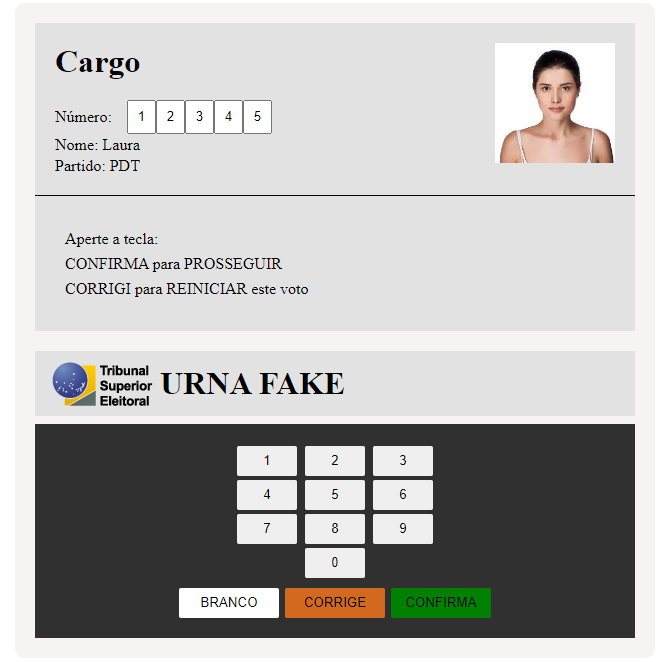 Cargo
Número: 1 2 3 4 5
Nome: Laura
Partido: PDT
Aperte a tecla:
CONFIRMA para PROSSEGUIR
CORRIGI para REINICIAR este voto
Tribunal
Superior
Eleitoral
URNA FAKE
1 2 3
4 5 6
7 8 9
0
BRANCO CORRIGE CONFIRMA